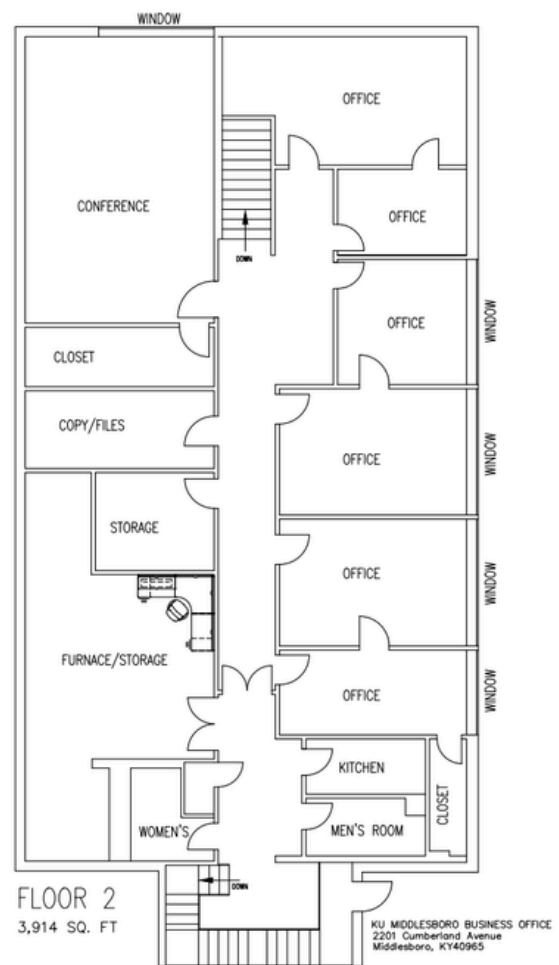 WINDOW
OFFICE
CONFERENCE
OFFICE
DOWN
OFFICE
WINDOW
CLOSET
COPY/FILES
OFFICE
WINDOW
STORAGE
OFFICE
WINDOW
FURNACE/STORAGE
OFFICE
WINDOW
KITCHEN
CLOSET
WOMEN'S
MEN'S ROOM
DOWN
FLOOR 2
3,914 SQ. FT
KU MIDDLESBORO BUSINESS OFFICE
2201 Cumberland Avenue
Middlesboro, KY40965